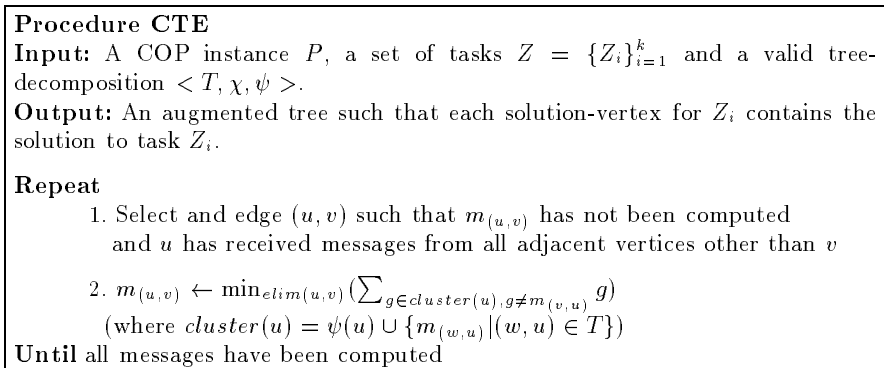 Procedure CTE
Input: A COP instance P, a set of tasks Z = {Z_i}_{i=1}^k and a valid tree-
decomposition < T, χ, ψ >.
Output: An augmented tree such that each solution-vertex for Z_i contains the
solution to task Z_i.
Repeat
1. Select and edge (u, v) such that m_(u,v) has not been computed
and u has received messages from all adjacent vertices other than v
2. m_(u,v) ← min_{elim(u,v)}(∑_{g∈cluster(u),g≠m_(v,u)} g)
(where cluster(u) = ψ(u) ∪ {m_(w,u)|(w, u) ∈ T})
Until all messages have been computed